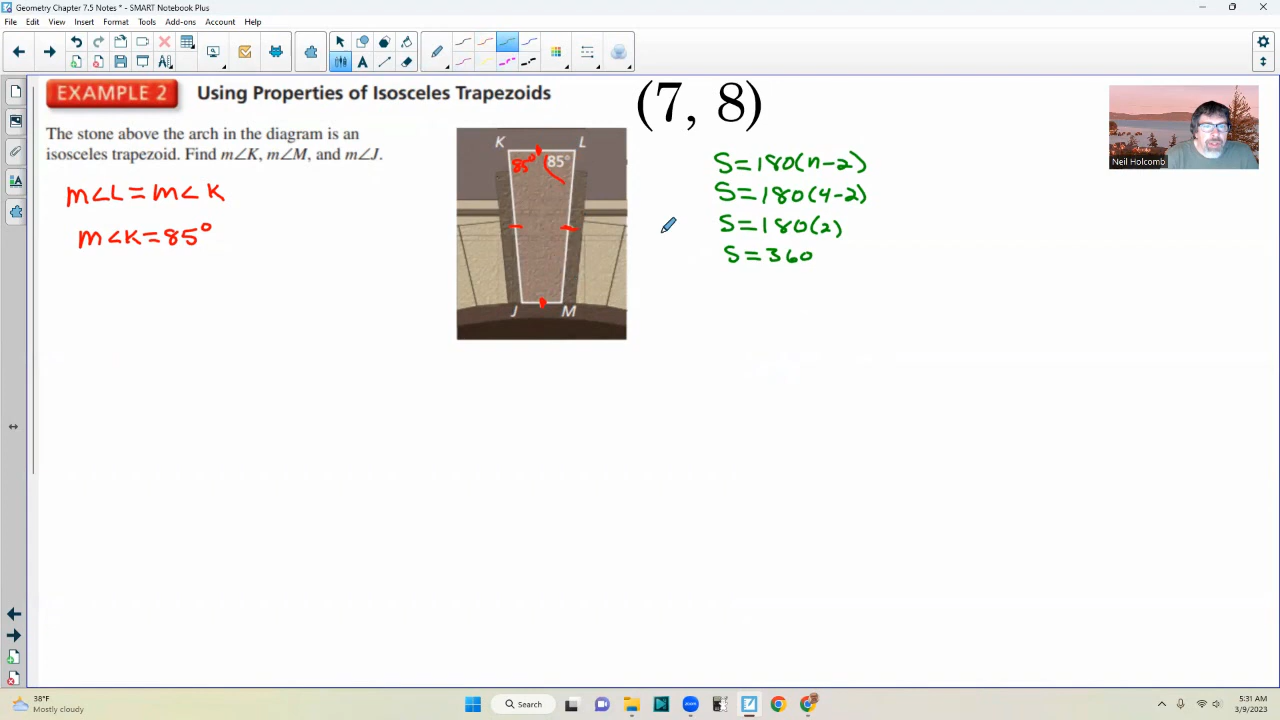 Geometry Chapter 7.5 Notes * - SMART Notebook Plus
File Edit View Insert Format Tools Add-ons Account Help
EXAMPLE 2 Using Properties of Isosceles Trapezoids
(7, 8)
The stone above the arch in the diagram is an
isosceles trapezoid. Find m∠K, m∠M, and m∠J.
m∠L = m∠K
m∠K = 85°
K L
85° 85°
J M
S = 180(n-2)
S = 180(4-2)
S = 180(2)
S = 360
Neil Holcomb
38°F
Mostly cloudy
Search
5:31 AM
3/9/2023